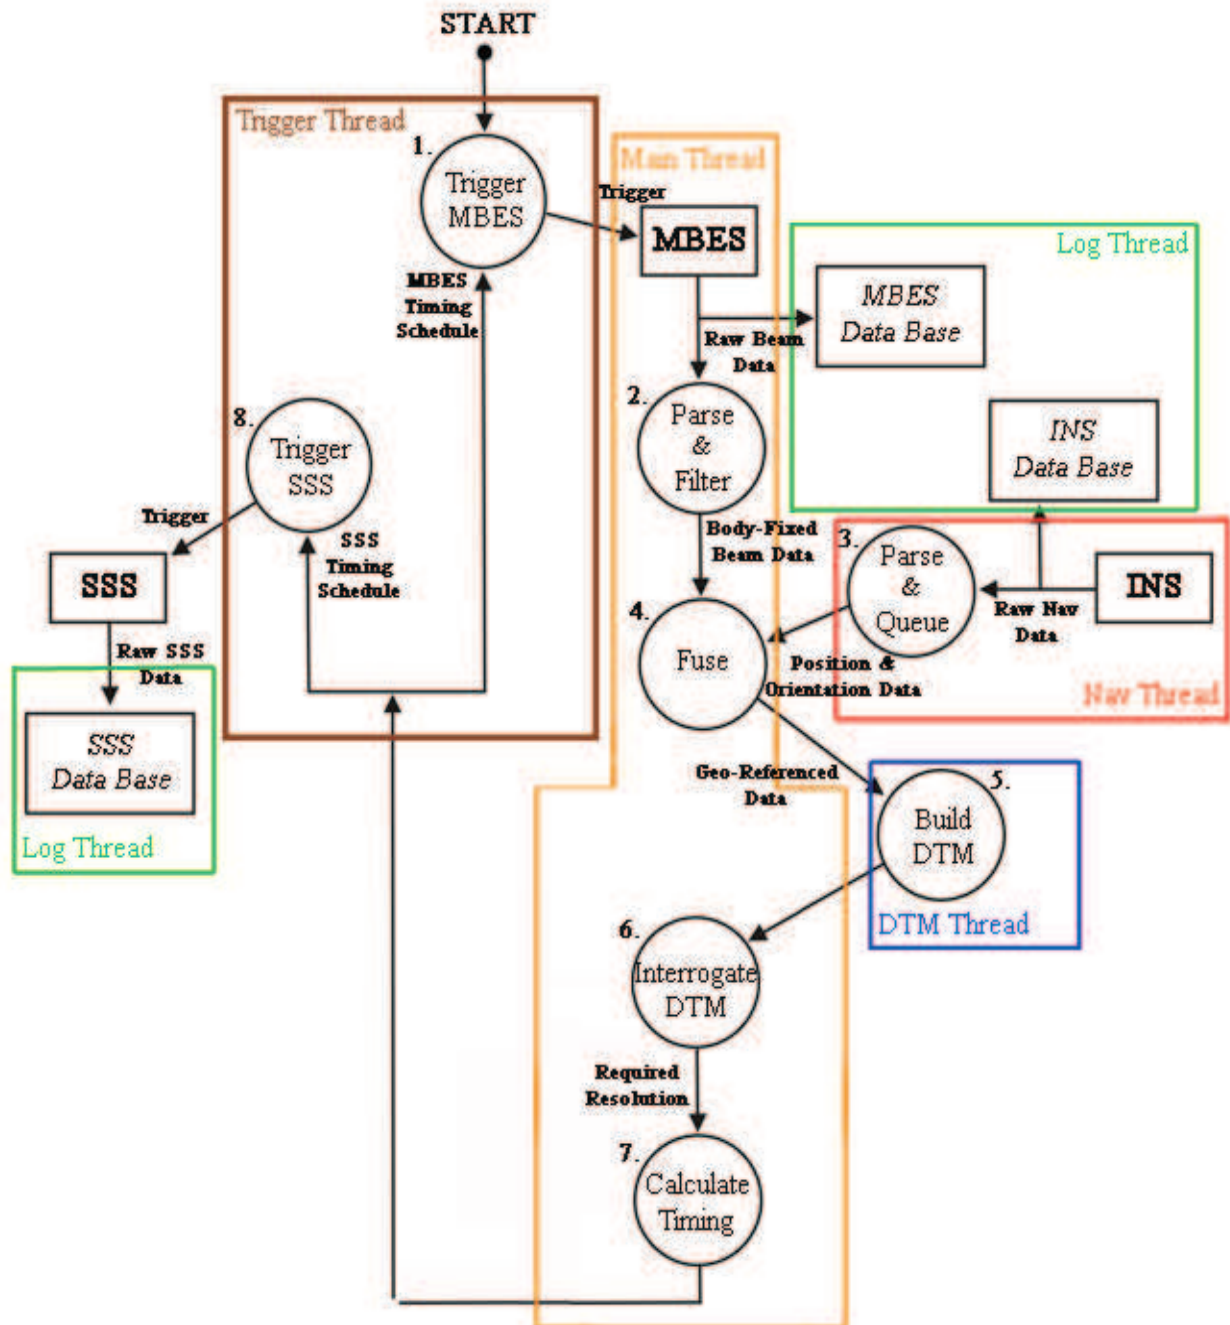 START
Trigger Thread
1.
Trigger
MBES
Trigger
Main Thread
MBES
Log Thread
MBES
Data Base
MBES
Timing
Schedule
Raw Beam
Data
2.
Parse
&
Filter
INS
Data Base
8.
Trigger
SSS
Trigger
SSS
Timing
Schedule
SSS
Body-Fixed
Beam Data
3.
Parse
&
Queue
Raw Nav
Data
INS
4.
Fuse
Position &
Orientation Data
Nav Thread
Raw SSS
Data
SSS
Data Base
Log Thread
Geo-Referenced
Data
5.
Build
DTM
DTM Thread
6.
Interrogate
DTM
Required
Resolution
7.
Calculate
Timing